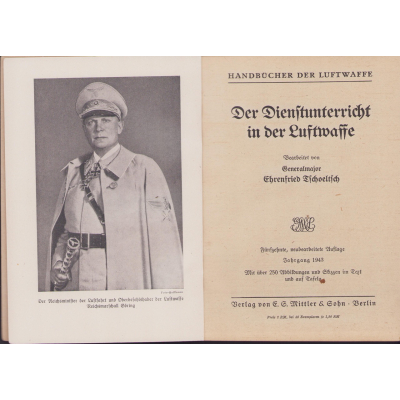 Der Reichsminister der Luftfahrt und Oberbefehlshaber der Luftwaffe
Reichsmarschall Göring
HANDBÜCHER DER LUFTWAFFE
Der Dienstunterricht
in der Luftwaffe
Bearbeitet von
Generalmajor
Ehrenfried Tschoeltsch
Fünfzehnte, neubearbeitete Auflage
Jahrgang 1943
Mit über 250 Abbildungen und Skizzen im Text
und auf Tafeln
Verlag von E. S. Mittler & Sohn · Berlin